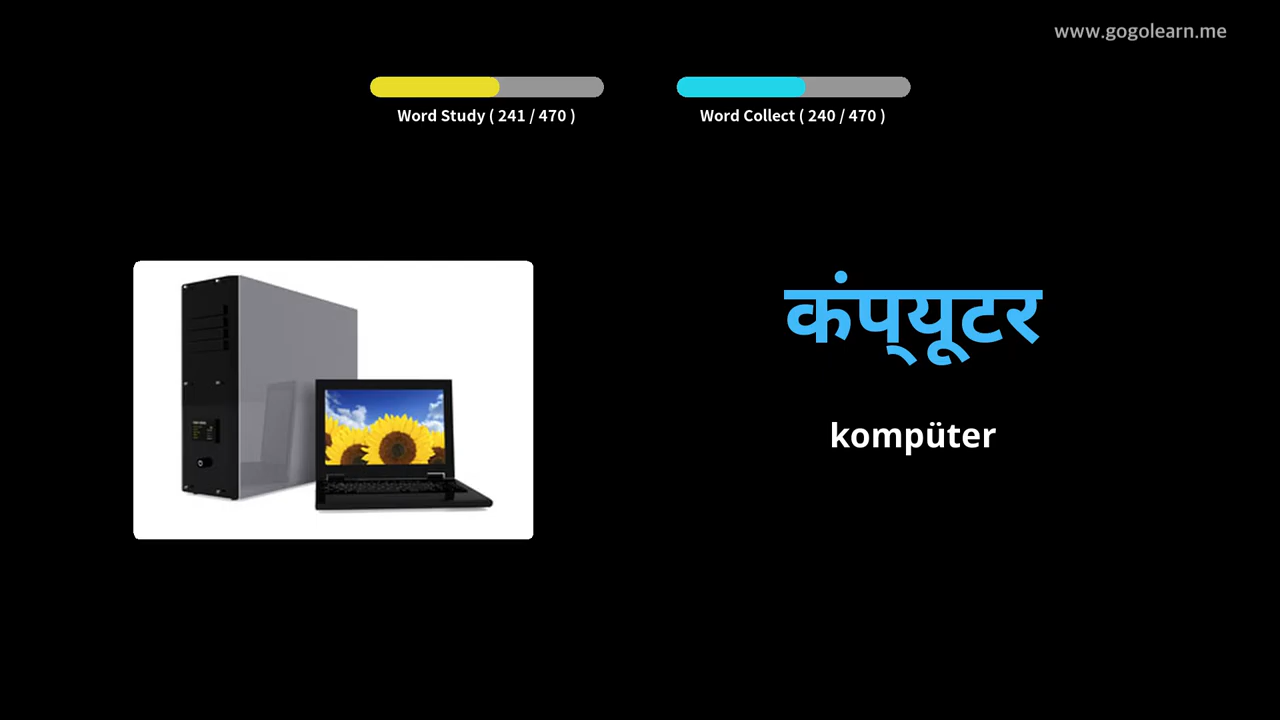 www.gogolearn.me
Word Study ( 241 / 470 )
Word Collect ( 240 / 470 )
कंप्यूटर
kompüter